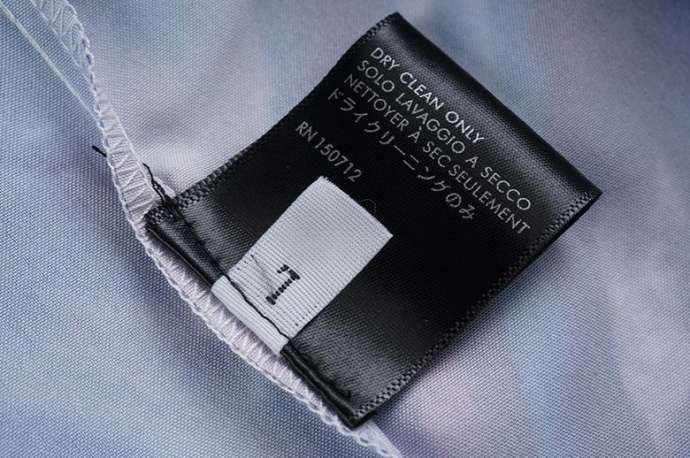 DRY CLEAN ONLY
SOLO LAVAGGIO A SECCO
NETTOYER À SEC SEULEMENT
ドライクリーニングのみ
RN 150712
1